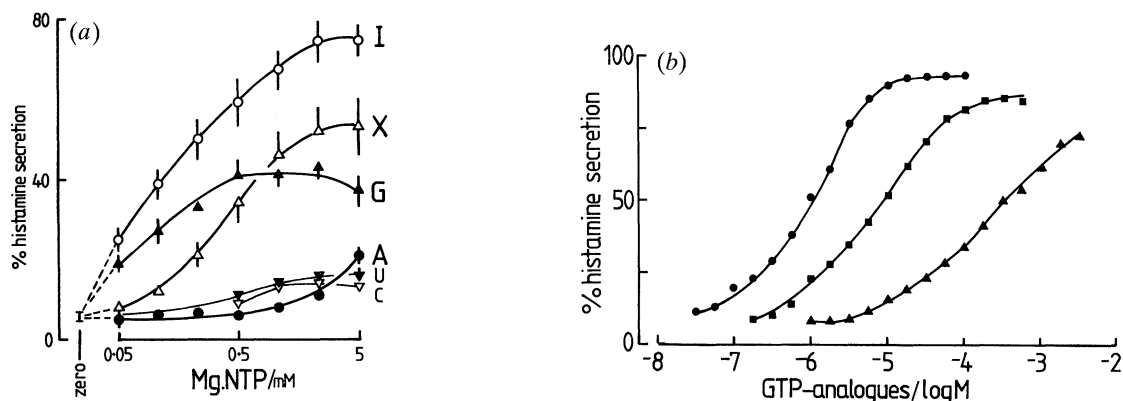 (a)
80
40
0
% histamine secretion
I
X
G
A
U
C
zero
0·05
0·5
5
Mg.NTP/mM
(b)
100
50
0
% histamine secretion
-8
-7
-6
-5
-4
-3
-2
GTP-analogues/logM